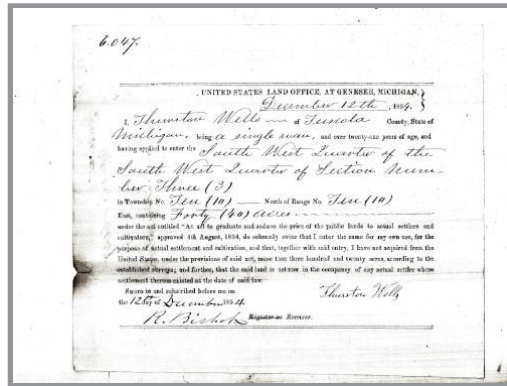 6.047.
UNITED STATES LAND OFFICE, AT GENESEE, MICHIGAN,
December 12th, 1854.
I, Thurston Wells of Tuscola County, State of
Michigan, being a single man, and over twenty-one years of age, and
having applied to enter the South West Quarter of the
South West Quarter of Section Num-
ber Three (3)
in Township No. Ten (10) North of Range No. Ten (10)
East, containing Forty (40) acres
under the act entitled "An act to graduate and reduce the price of the public lands to actual settlers and
cultivators," approved 4th August, 1854, do solemnly swear that I enter the same for my own use, for the
purpose of actual settlement and cultivation, and that, together with said entry, I have not acquired from the
United States, under the provisions of said act, more than three hundred and twenty acres, according to the
established surveys; and further, that the said land is not now in the occupancy of any actual settler whose
settlement thereon existed at the date of said law.
Sworn to and subscribed before me on
the 12th day of December 1854.
Thurston Wells
R. Bishop Register or Receiver.